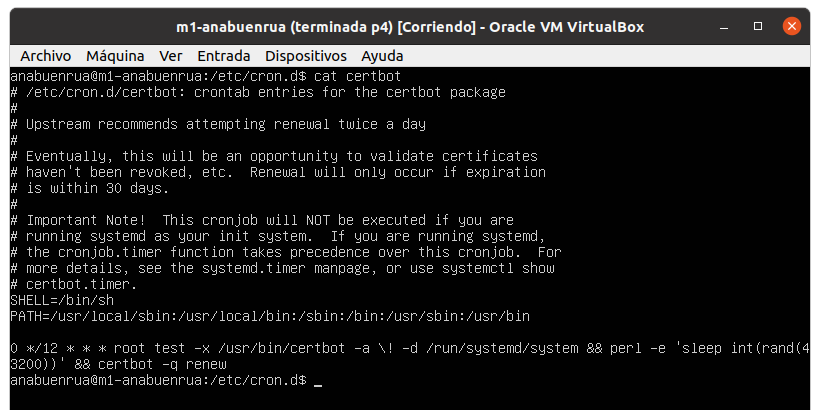 m1-anabuenrua (terminada p4) [Corriendo] - Oracle VM VirtualBox
Archivo Máquina Ver Entrada Dispositivos Ayuda
anabuenrua@m1-anabuenrua:/etc/cron.d$ cat certbot
# /etc/cron.d/certbot: crontab entries for the certbot package
#
# Upstream recommends attempting renewal twice a day
#
# Eventually, this will be an opportunity to validate certificates
# haven't been revoked, etc.  Renewal will only occur if expiration
# is within 30 days.
#
# Important Note!  This cronjob will NOT be executed if you are
# running systemd as your init system.  If you are running systemd,
# the cronjob.timer function takes precedence over this cronjob.  For
# more details, see the systemd.timer manpage, or use systemctl show
# certbot.timer.
SHELL=/bin/sh
PATH=/usr/local/sbin:/usr/local/bin:/sbin:/bin:/usr/sbin:/usr/bin

0 */12 * * * root test -x /usr/bin/certbot -a \! -d /run/systemd/system && perl -e 'sleep int(rand(4
3200))' && certbot -q renew
anabuenrua@m1-anabuenrua:/etc/cron.d$ _